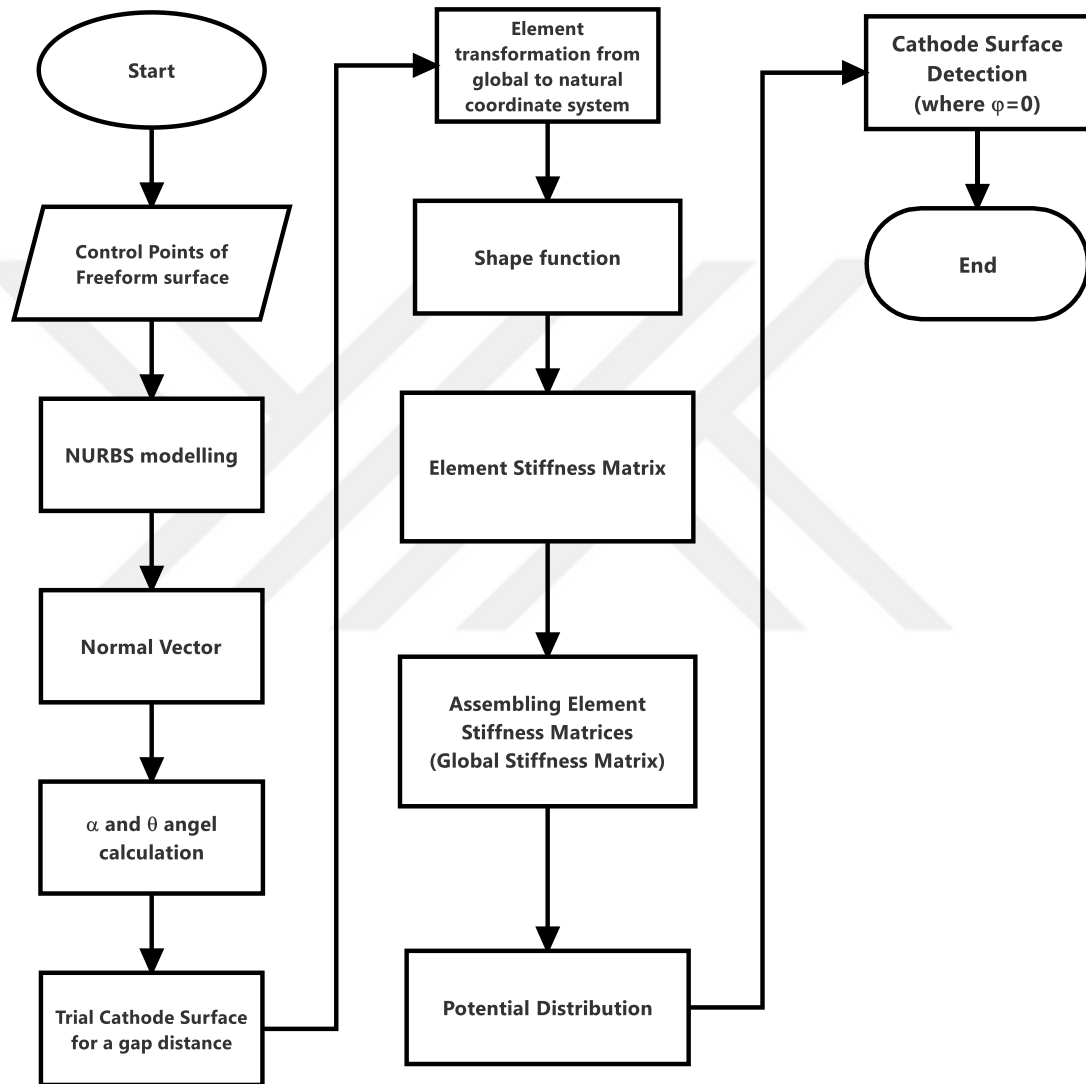 Start
Control Points of
Freeform surface
NURBS modelling
Normal Vector
α and θ angel
calculation
Trial Cathode Surface
for a gap distance
Element
transformation from
global to natural
coordinate system
Shape function
Element Stiffness Matrix
Assembling Element
Stiffness Matrices
(Global Stiffness Matrix)
Potential Distribution
Cathode Surface
Detection
(where φ=0)
End